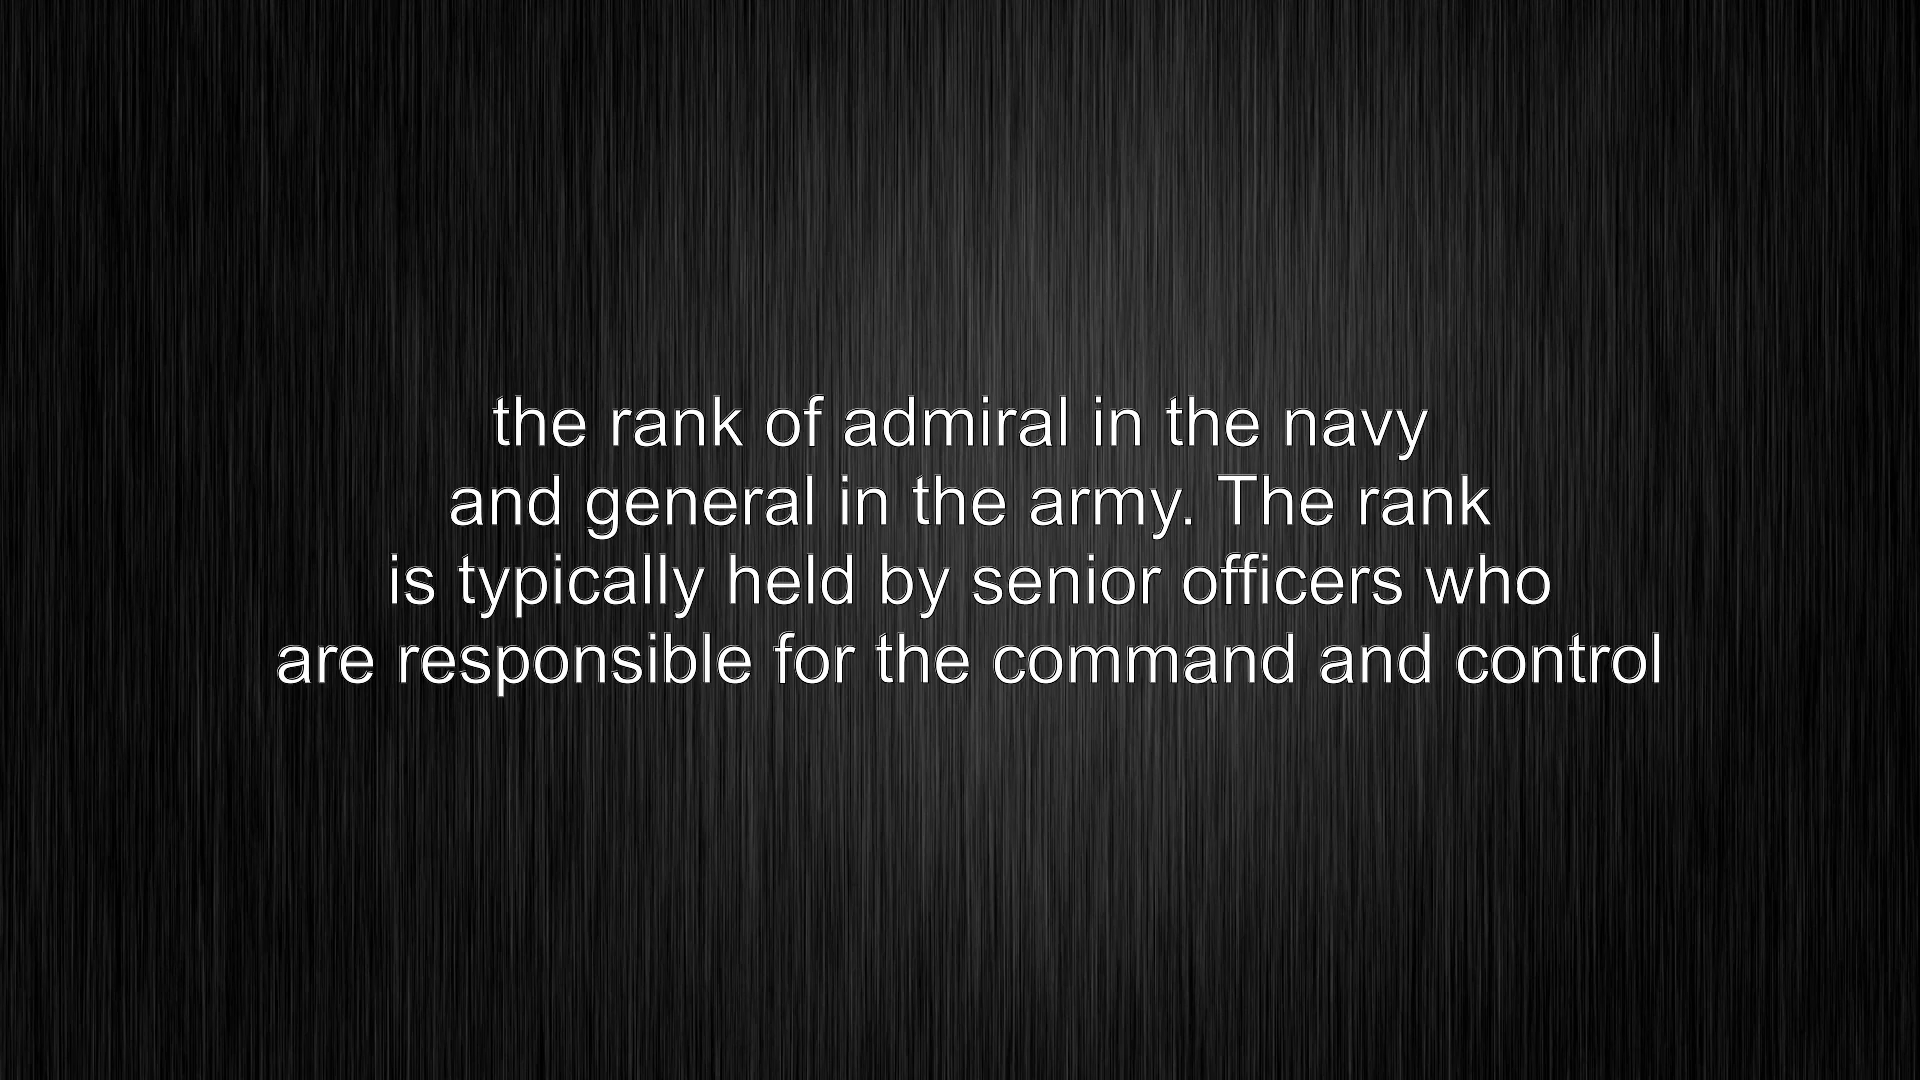 the rank of admiral in the navy
and general in the army. The rank
is typically held by senior officers who
are responsible for the command and control